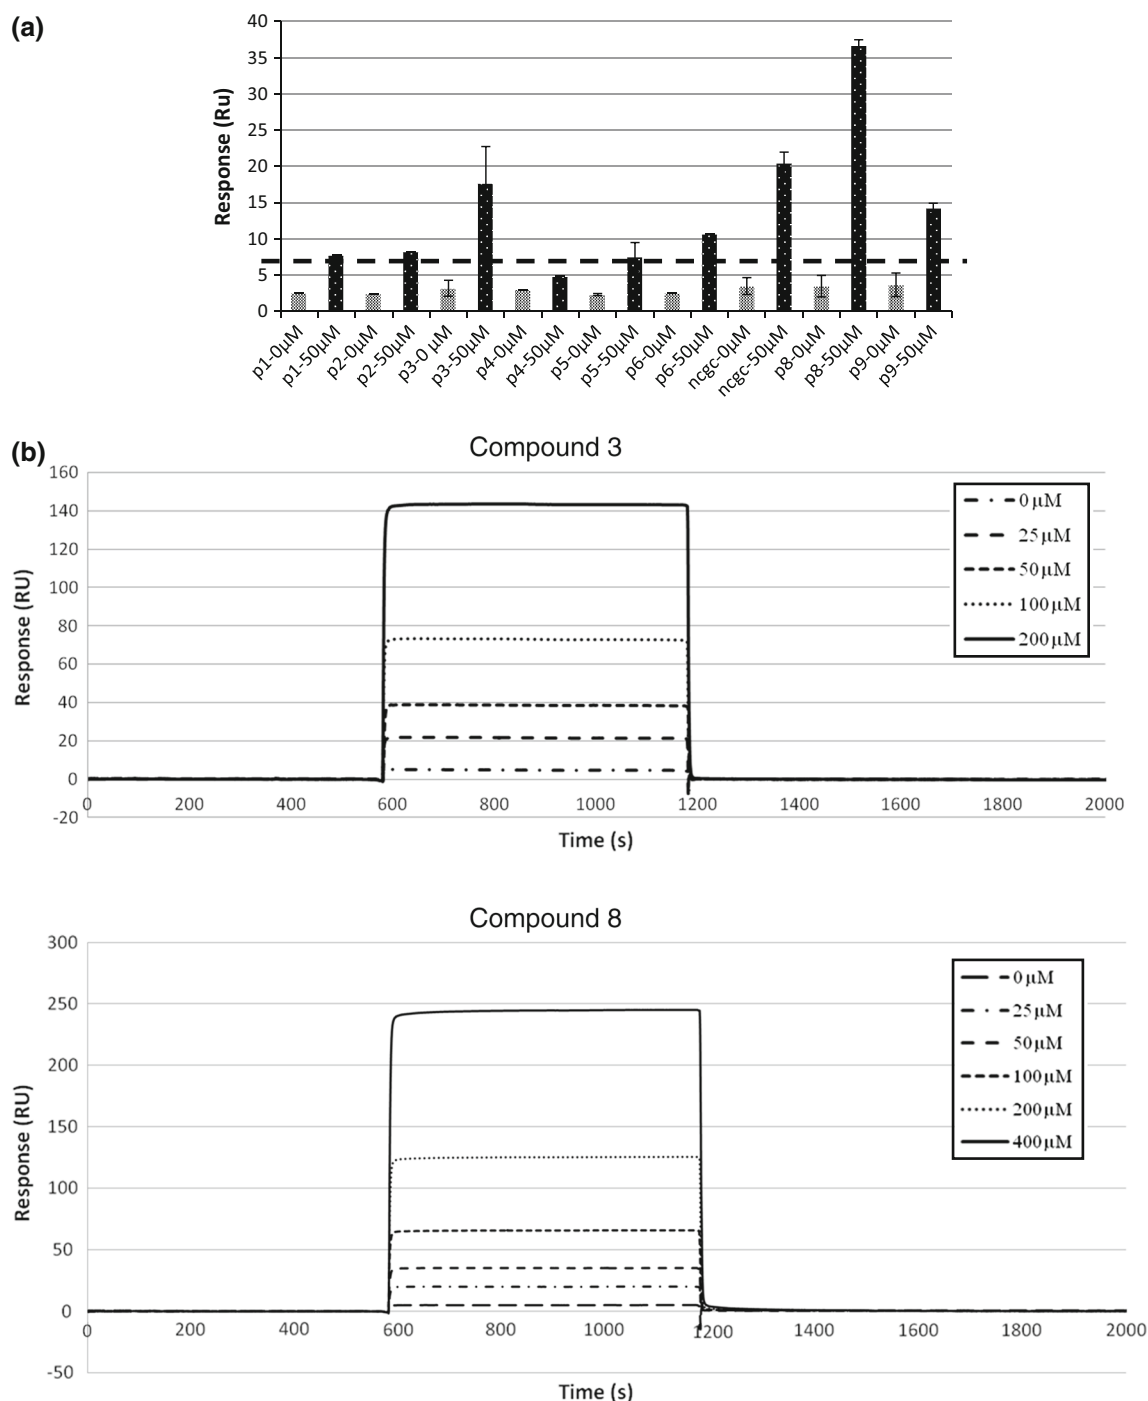 (a)
40
35
30
25
20
15
10
5
0
Response (Ru)
p1-0µM
p1-50µM
p2-0µM
p2-50µM
p3-0 µM
p3-50µM
p4-0µM
p4-50µM
p5-0µM
p5-50µM
p6-0µM
p6-50µM
ncgc-0µM
ncgc-50µM
p8-0µM
p8-50µM
p9-0µM
p9-50µM
(b)
Compound 3
160
140
120
100
80
60
40
20
0
-20
Response (RU)
0 200 400 600 800 1000 1200 1400 1600 1800 2000
Time (s)
0 µM
25 µM
50 µM
100 µM
200 µM
Compound 8
300
250
200
150
100
50
0
-50
Response (RU)
0 200 400 600 800 1000 1200 1400 1600 1800 2000
Time (s)
0 µM
25 µM
50 µM
100 µM
200 µM
400 µM